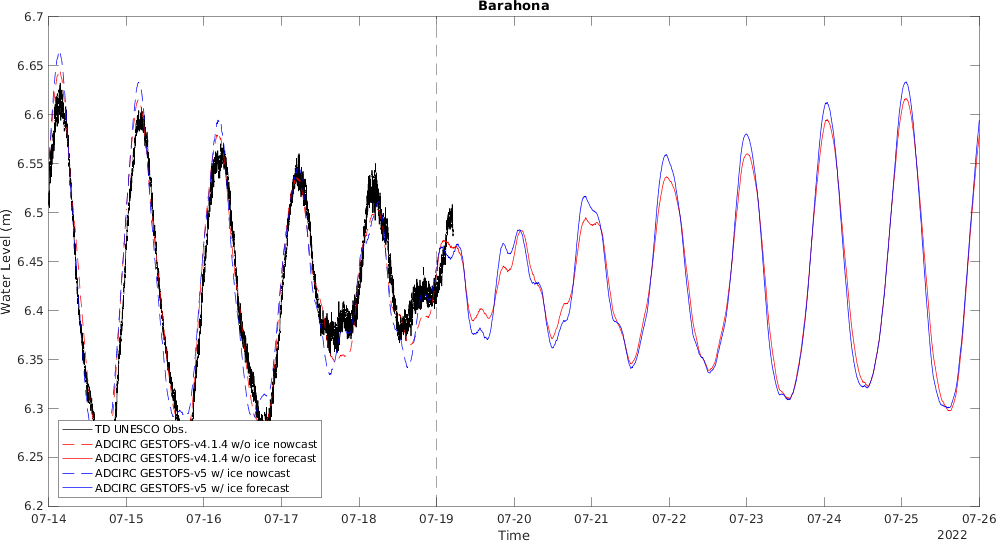 Barahona
6.7
6.65
6.6
6.55
6.5
6.45
6.4
6.35
6.3
6.25
6.2
Water Level (m)
TD UNESCO Obs.
ADCIRC GESTOFS-v4.1.4 w/o ice nowcast
ADCIRC GESTOFS-v4.1.4 w/o ice forecast
ADCIRC GESTOFS-v5 w/ ice nowcast
ADCIRC GESTOFS-v5 w/ ice forecast
07-14 07-15 07-16 07-17 07-18 07-19 07-20 07-21 07-22 07-23 07-24 07-25 07-26
Time
2022